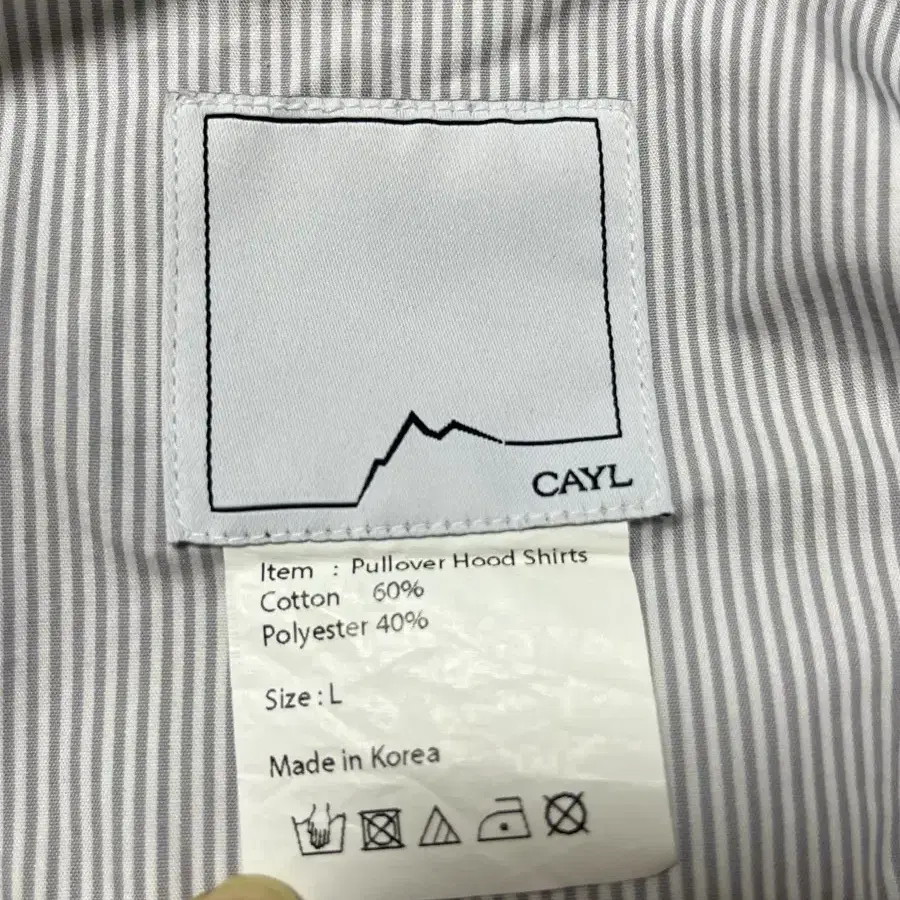 CAYL
Item : Pullover Hood Shirts
Cotton 60%
Polyester 40%
Size : L
Made in Korea